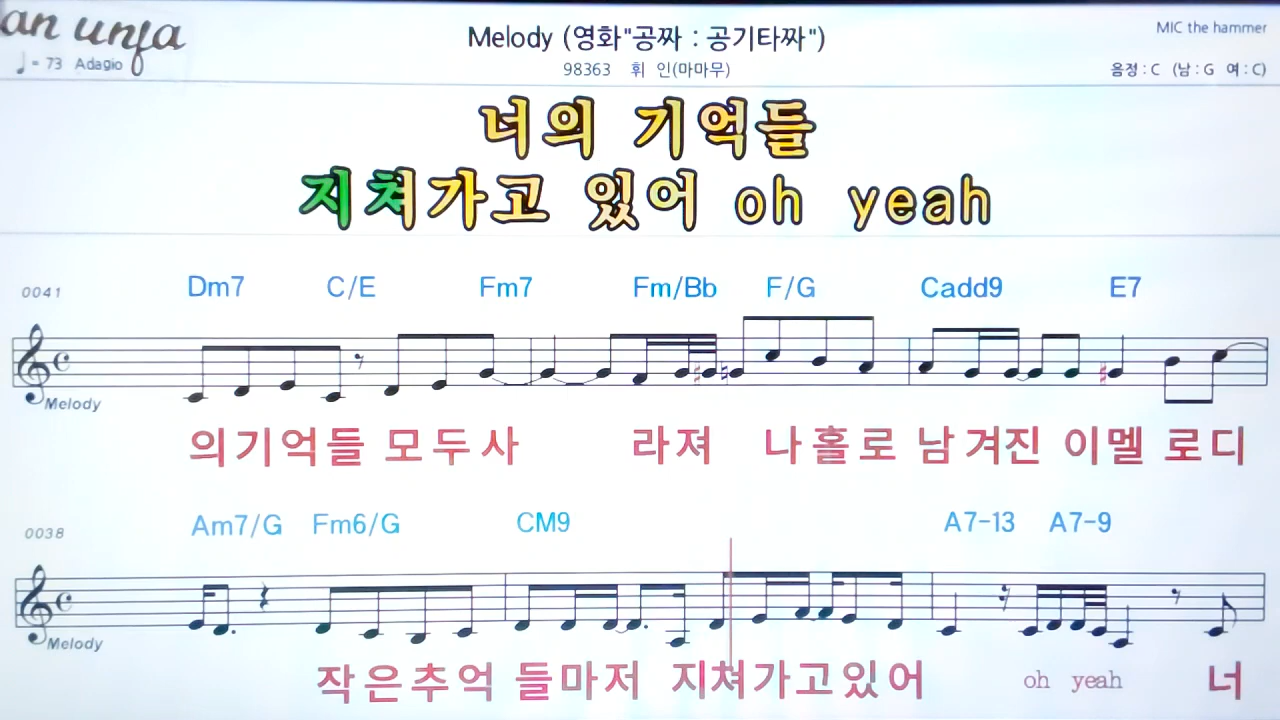 an unfa
Melody (영화"공짜 : 공기타짜")
MIC the hammer
♩= 73 Adagio
98363 휘 인(마마무)
음정 : C (남 : G 여 : C)
너의 기억들
지쳐가고 있어 oh yeah
0041
Dm7 C/E Fm7 Fm/Bb F/G Cadd9 E7
Melody
의기억들 모두사 라져 나홀로 남겨진 이멜 로디
0038
Am7/G Fm6/G CM9 A7-13 A7-9
Melody
작은추억 들마저 지쳐가고있어 oh yeah 너